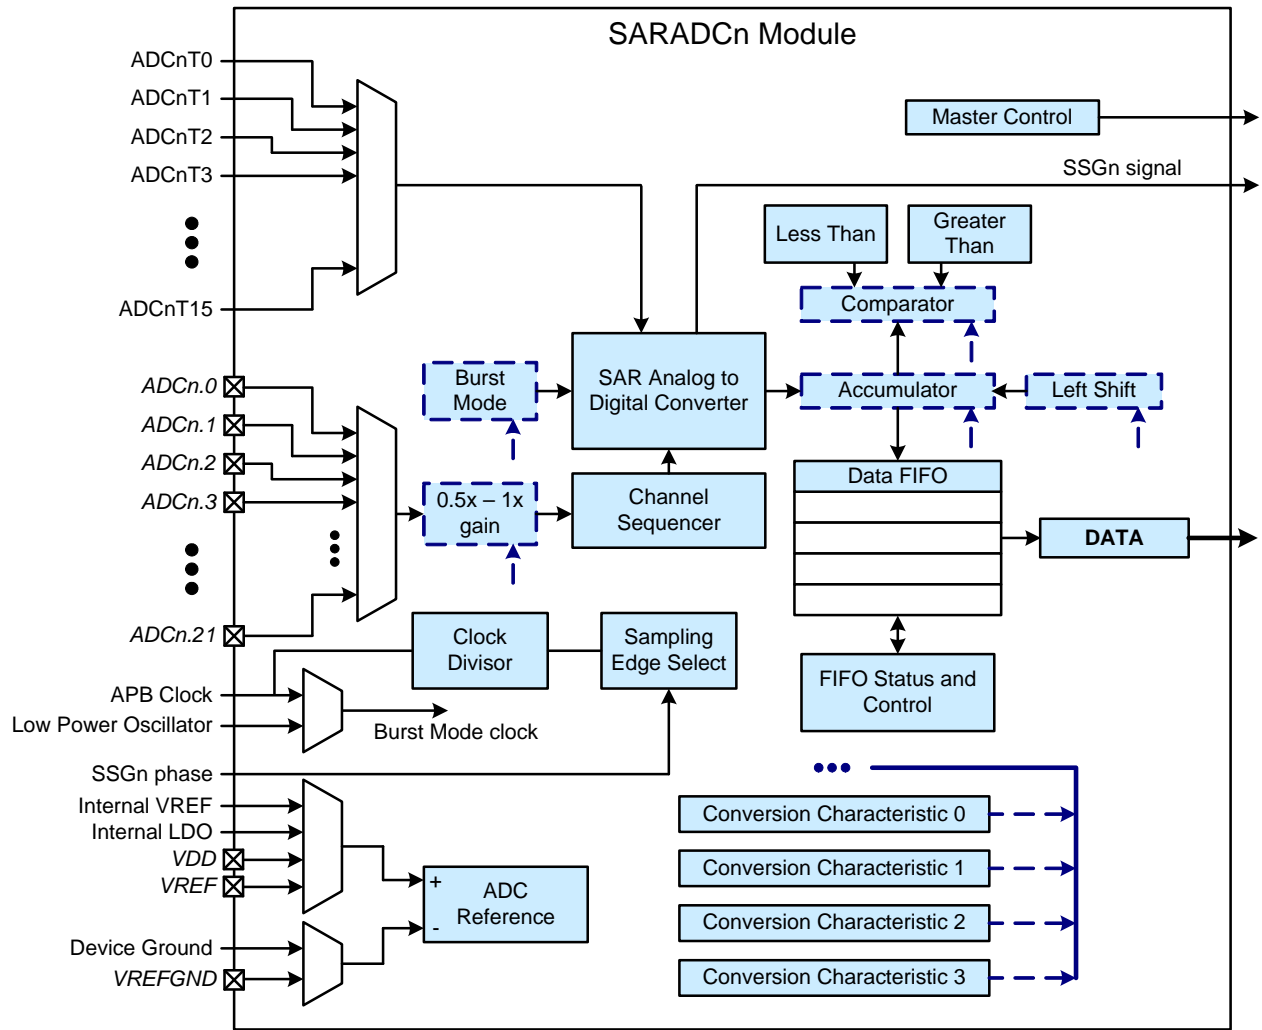 SARADCn Module
ADCnT0
ADCnT1
ADCnT2
ADCnT3
ADCnT15
Master Control
SSGn signal
Less Than
Greater
Than
Comparator
ADCn.0
ADCn.1
ADCn.2
ADCn.3
ADCn.21
Burst
Mode
SAR Analog to
Digital Converter
Accumulator
Left Shift
0.5x – 1x
gain
Channel
Sequencer
Data FIFO
DATA
Clock
Divisor
Sampling
Edge Select
FIFO Status and
Control
APB Clock
Low Power Oscillator
Burst Mode clock
SSGn phase
Internal VREF
Internal LDO
VDD
VREF
+
-
ADC
Reference
Device Ground
VREFGND
Conversion Characteristic 0
Conversion Characteristic 1
Conversion Characteristic 2
Conversion Characteristic 3